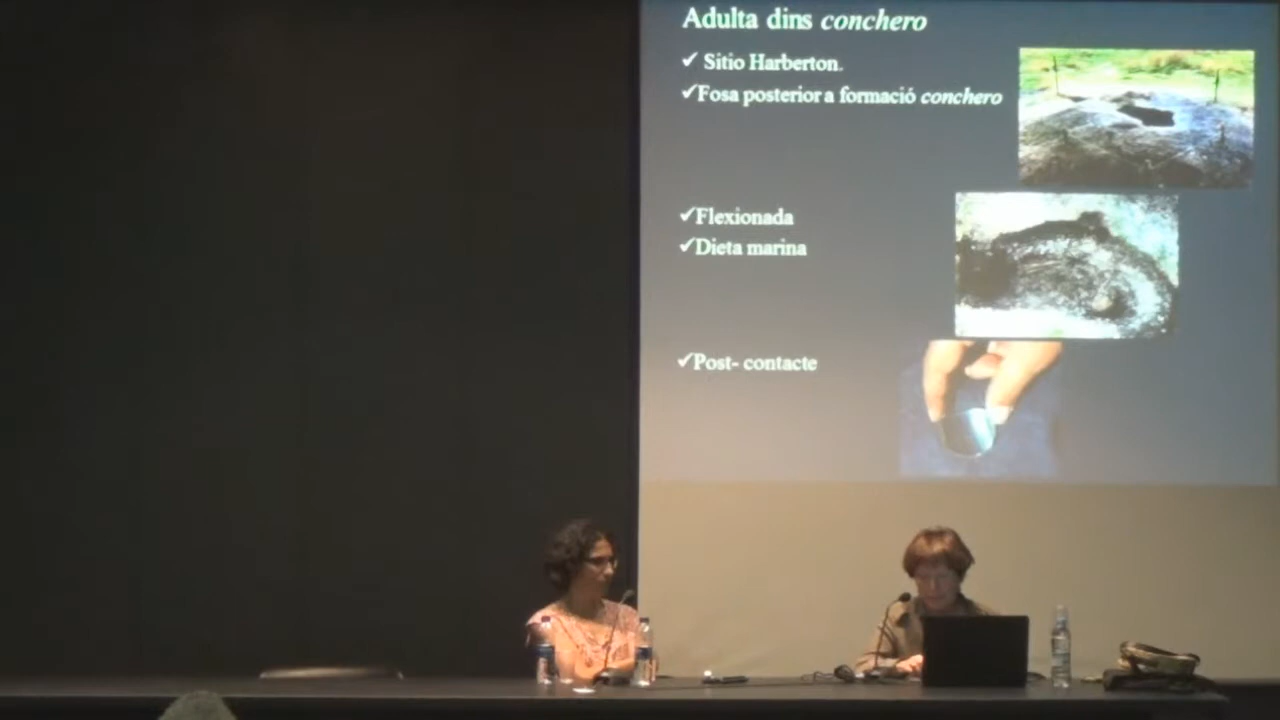 Adulta dins conchero
✓ Sitio Harberton.
✓Fosa posterior a formació conchero
✓Flexionada
✓Dieta marina
✓Post- contacte